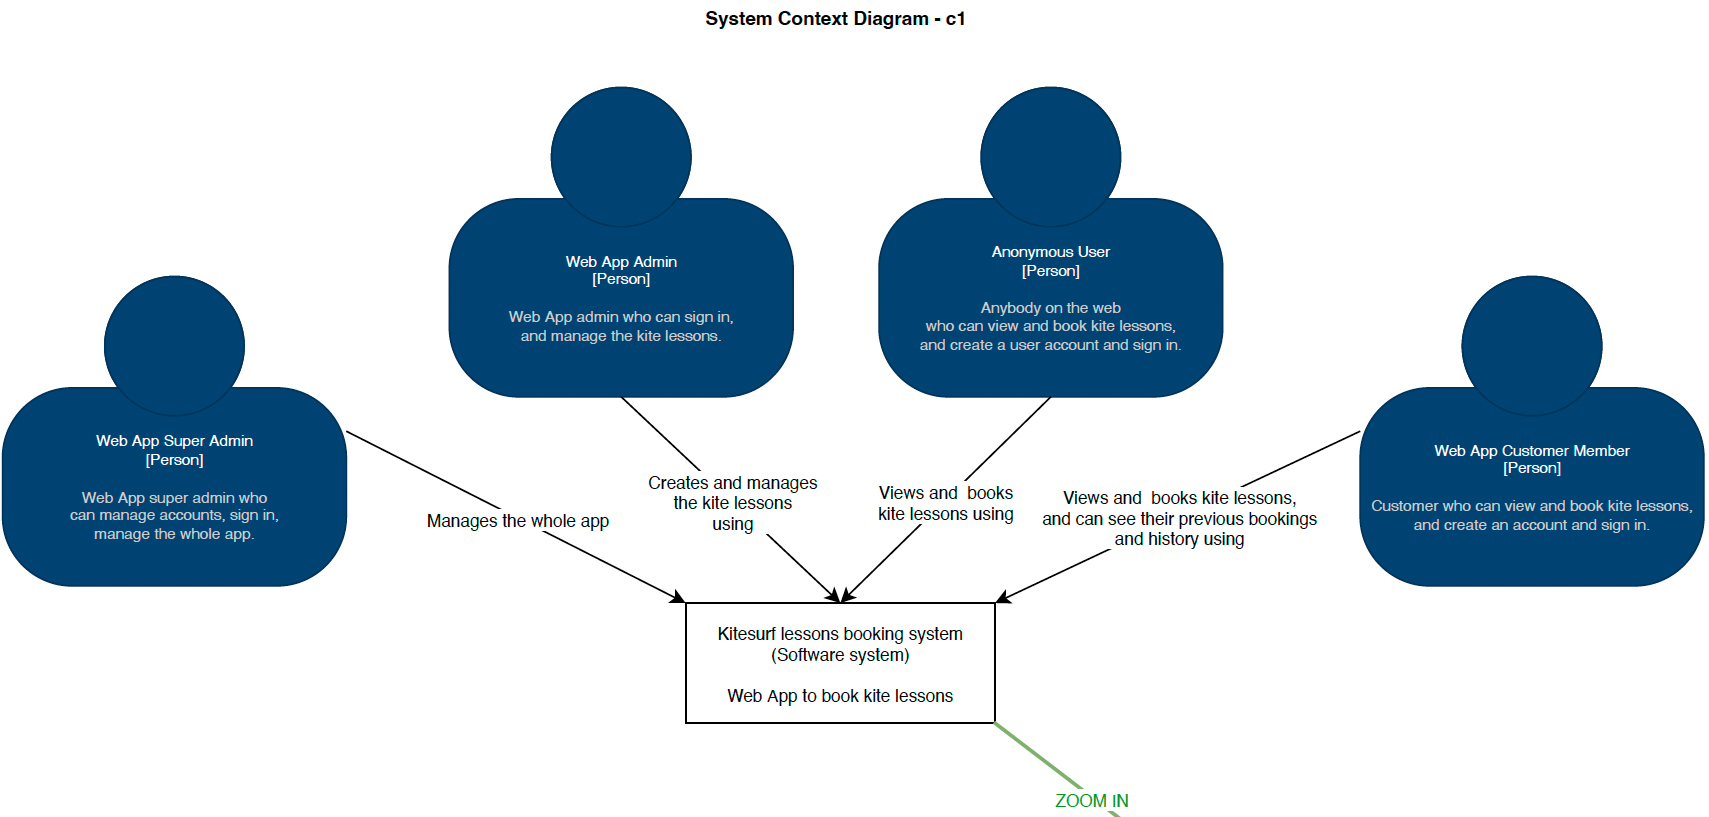 System Context Diagram - c1
Web App Admin
[Person]
Web App admin who can sign in,
and manage the kite lessons.
Anonymous User
[Person]
Anybody on the web
who can view and book kite lessons,
and create a user account and sign in.
Web App Super Admin
[Person]
Web App super admin who
can manage accounts, sign in,
manage the whole app.
Web App Customer Member
[Person]
Customer who can view and book kite lessons,
and create an account and sign in.
Manages the whole app
Creates and manages
the kite lessons
using
Views and  books
kite lessons using
Views and  books kite lessons,
and can see their previous bookings
and history using
Kitesurf lessons booking system
(Software system)
Web App to book kite lessons
ZOOM IN